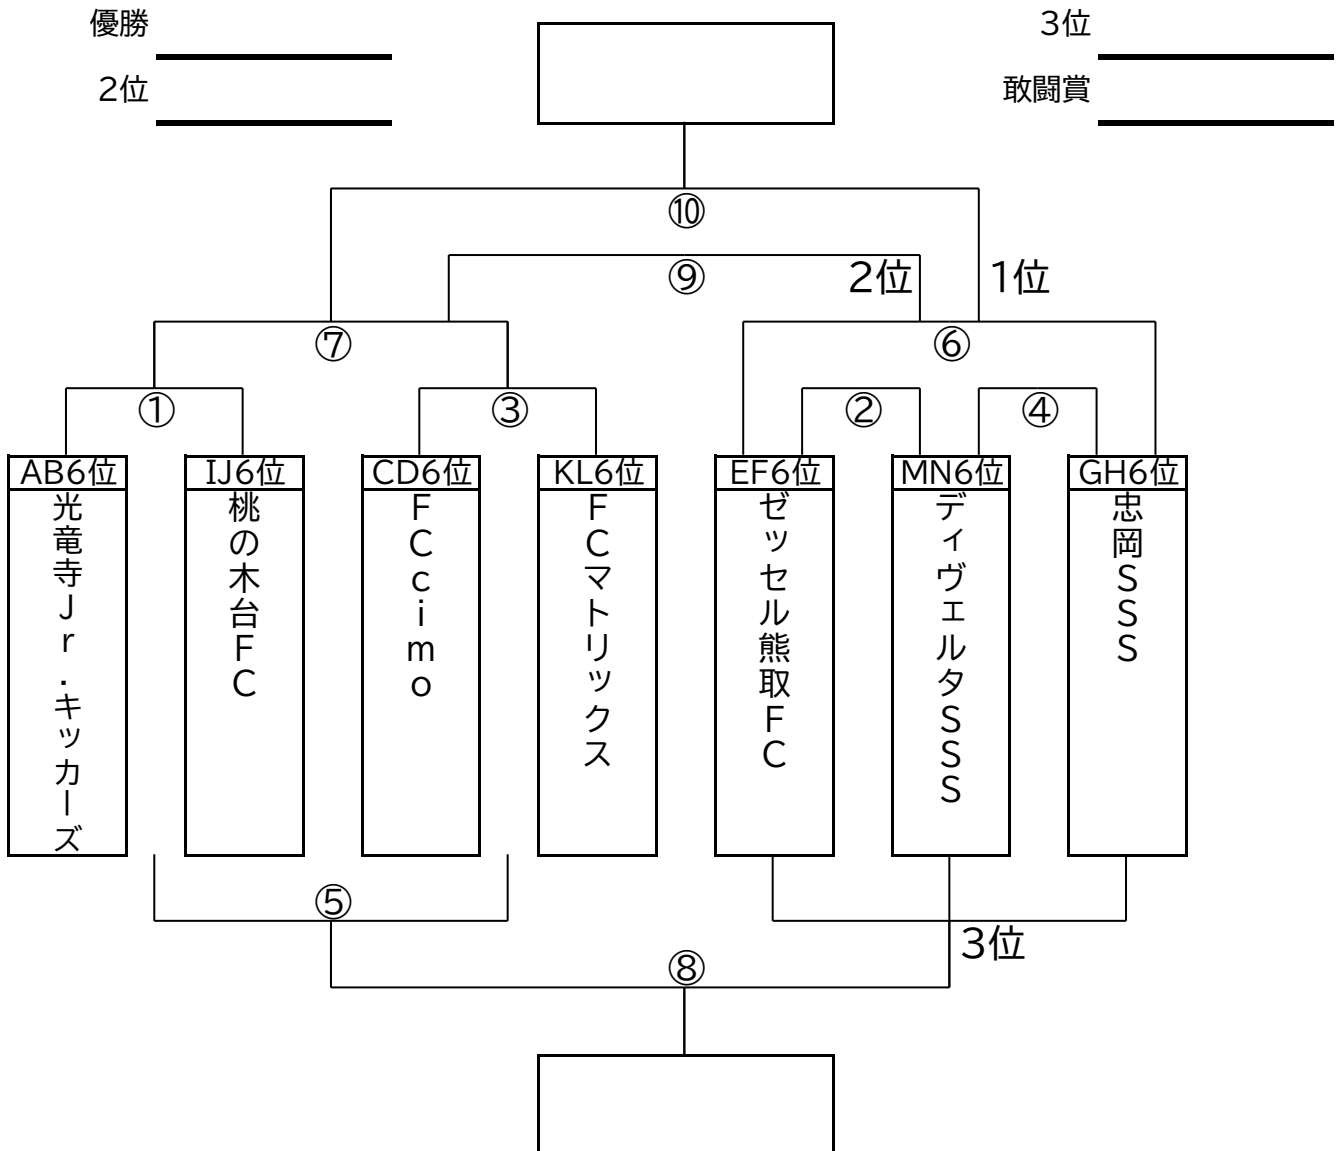 優勝
3位
2位
敢闘賞
⑩
⑨
2位
1位
⑦
⑥
①
③
②
④
AB6位
IJ6位
CD6位
KL6位
EF6位
MN6位
GH6位
光竜寺Jr.キッカーズ
桃の木台FC
FCcimo
FCマトリックス
ゼッセル熊取FC
ディヴェルタSSS
忠岡SSS
⑤
3位
⑧